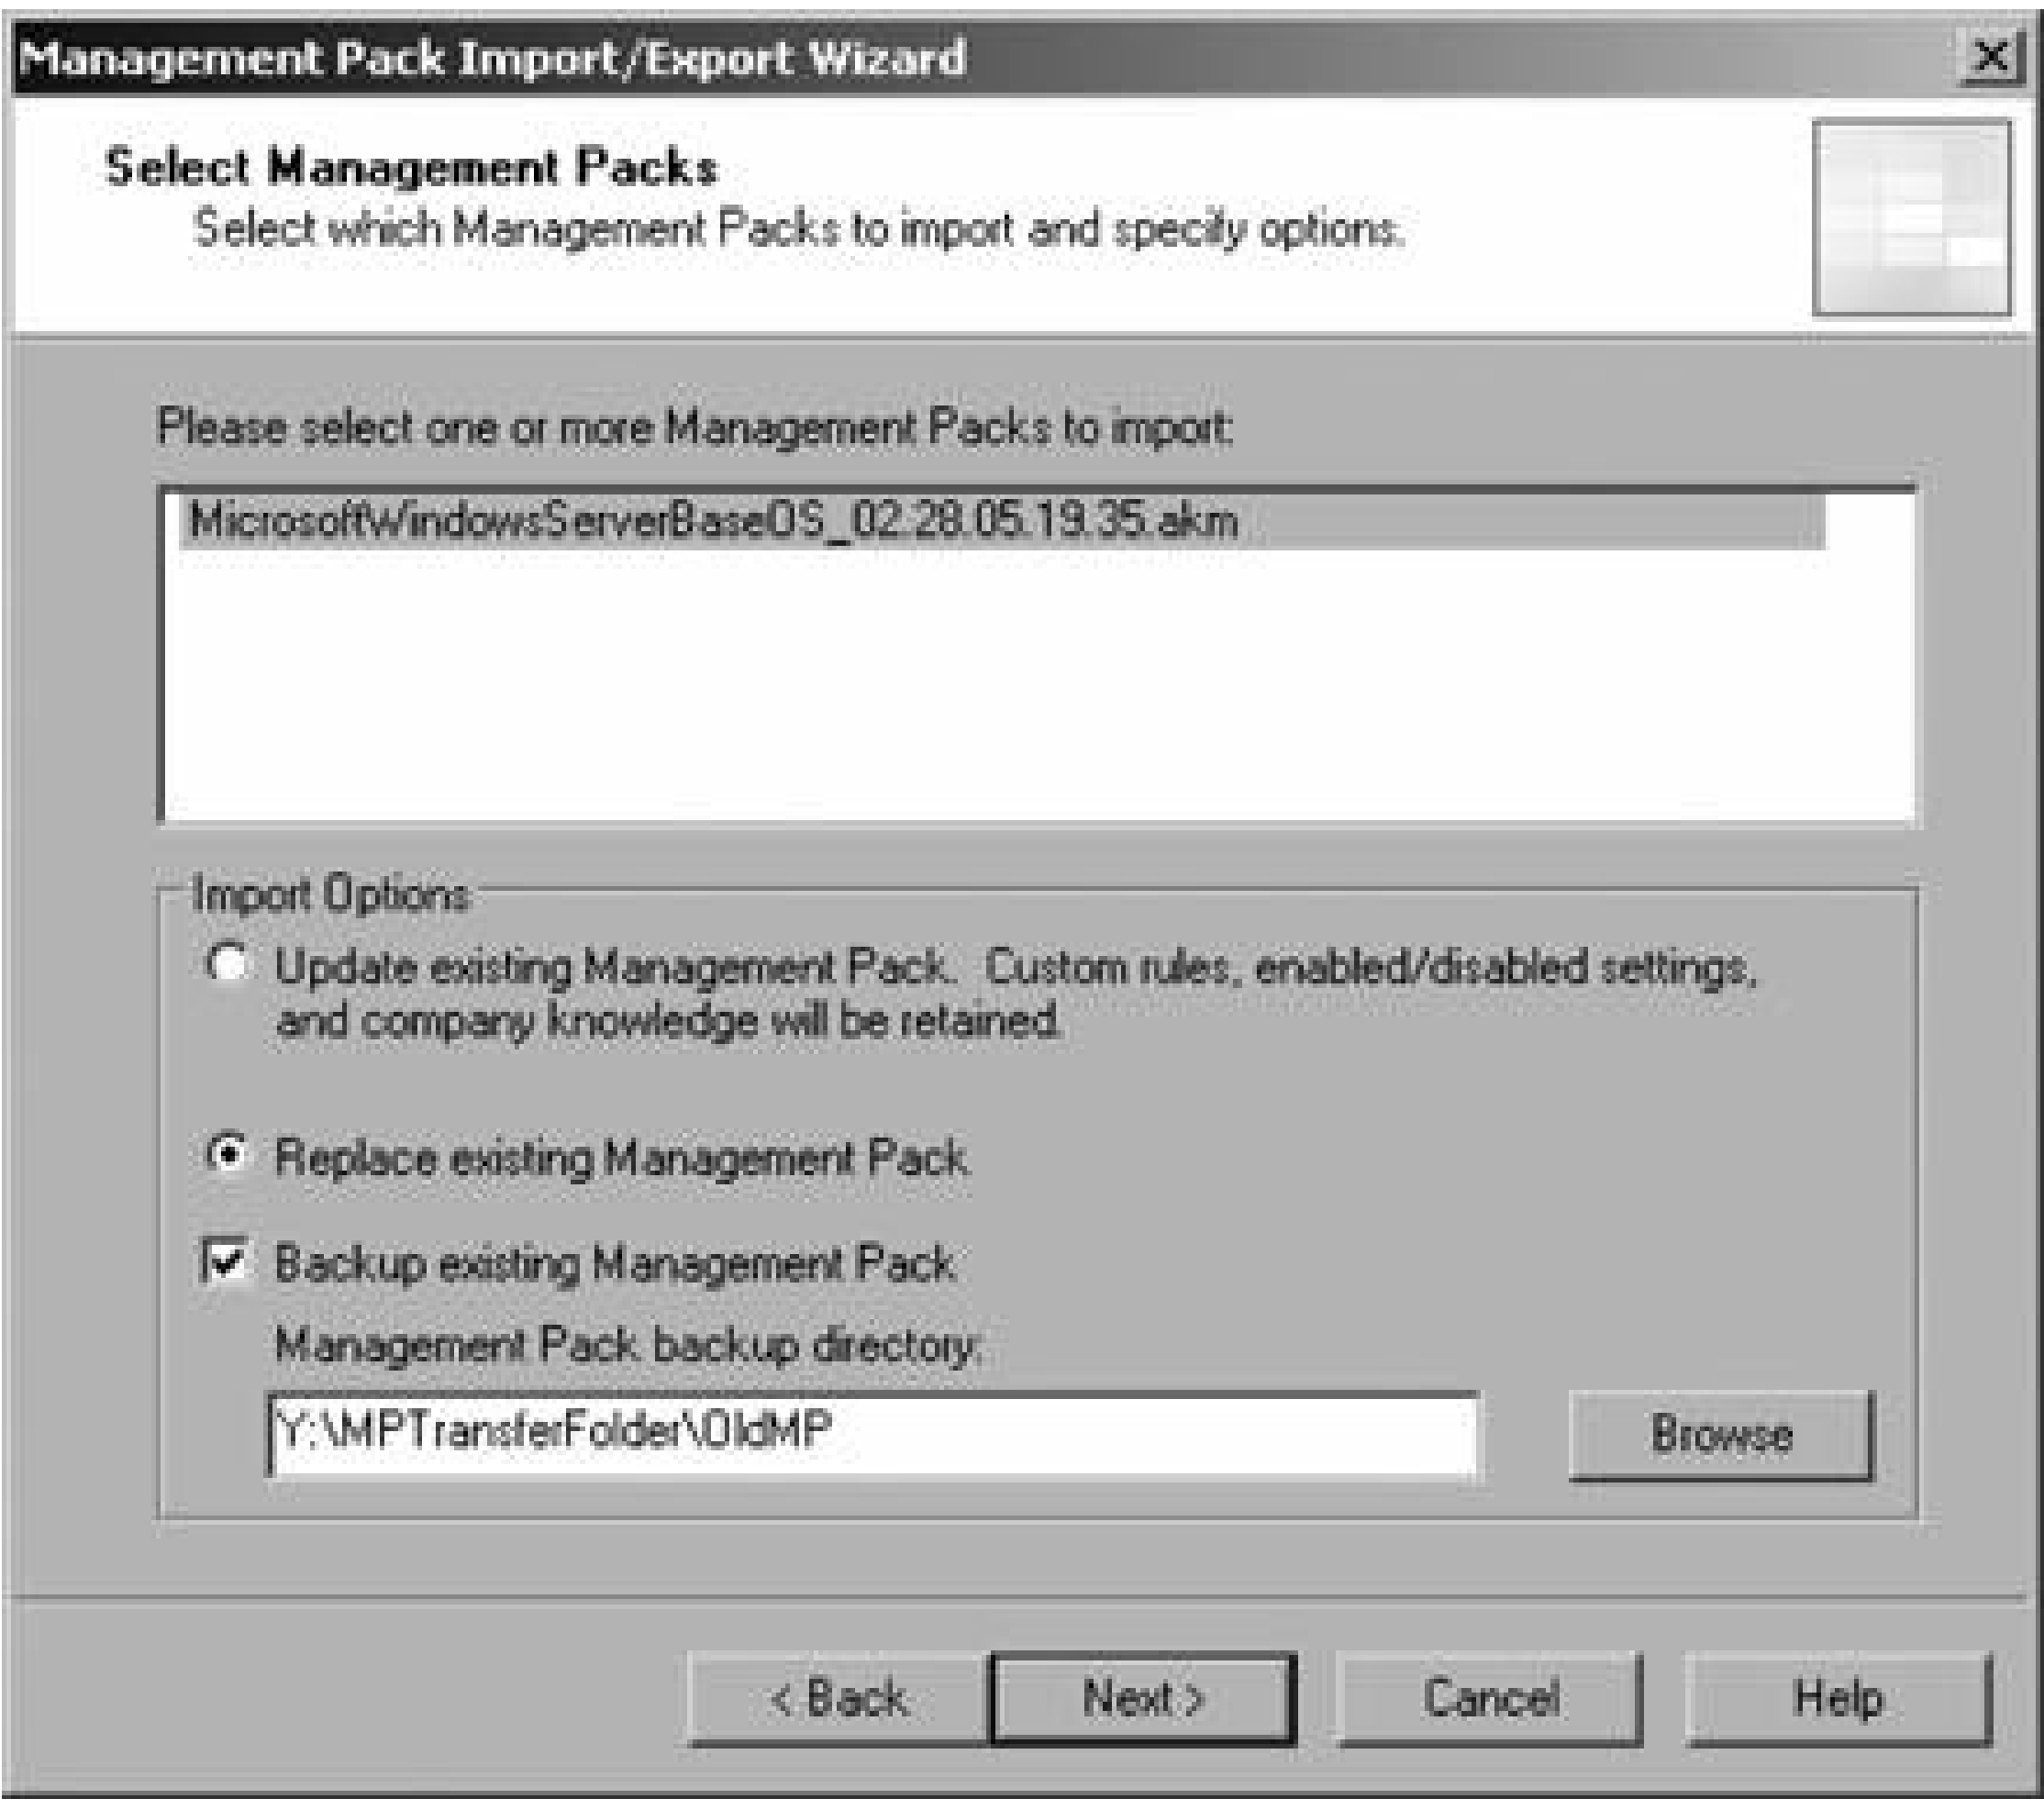 Management Pack Import/Export Wizard
Select Management Packs
Select which Management Packs to import and specify options.
Please select one or more Management Packs to import:
MicrosoftWindowsServerBaseOS_02.28.05.19.35.akm
Import Options
Update existing Management Pack. Custom rules, enabled/disabled settings,
and company knowledge will be retained.
Replace existing Management Pack
Backup existing Management Pack
Management Pack backup directory:
Y:\MPTransferFolder\OldMP
Browse
< Back
Next >
Cancel
Help